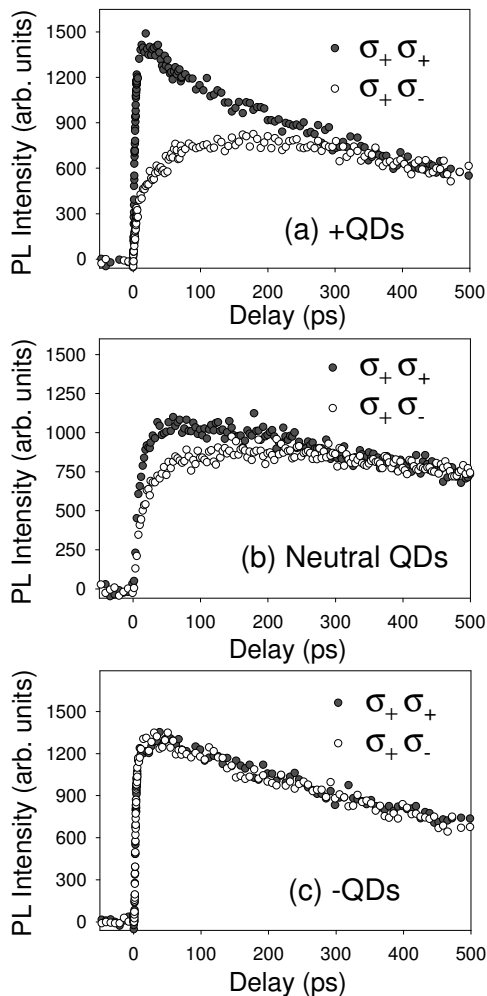 1500
1200
900
600
300
0
PL Intensity (arb. units)
σ+ σ+
σ+ σ-
(a) +QDs
0 100 200 300 400 500
Delay (ps)
1500
1250
1000
750
500
250
0
PL Intensity (arb. units)
σ+ σ+
σ+ σ-
(b) Neutral QDs
0 100 200 300 400 500
Delay (ps)
1500
1200
900
600
300
0
PL Intensity (arb. units)
σ+ σ+
σ+ σ-
(c) -QDs
0 100 200 300 400 500
Delay (ps)